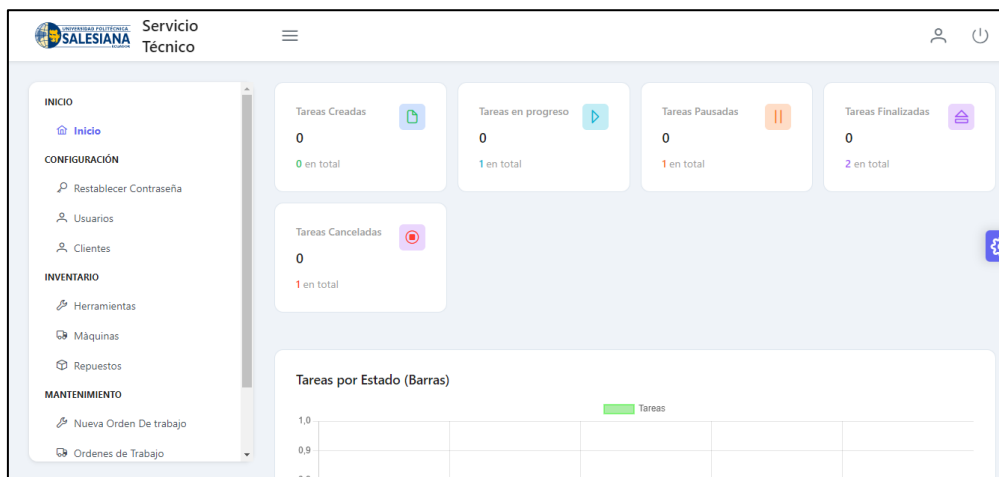 UNIVERSIDAD POLITÉCNICA
SALESIANA
ECUADOR
Servicio
Técnico
INICIO
Inicio
CONFIGURACIÓN
Restablecer Contraseña
Usuarios
Clientes
INVENTARIO
Herramientas
Màquinas
Repuestos
MANTENIMIENTO
Nueva Orden De trabajo
Ordenes de Trabajo
Tareas Creadas
0
0 en total
Tareas en progreso
0
1 en total
Tareas Pausadas
0
1 en total
Tareas Finalizadas
0
2 en total
Tareas Canceladas
0
1 en total
Tareas por Estado (Barras)
Tareas
1,0
0,9